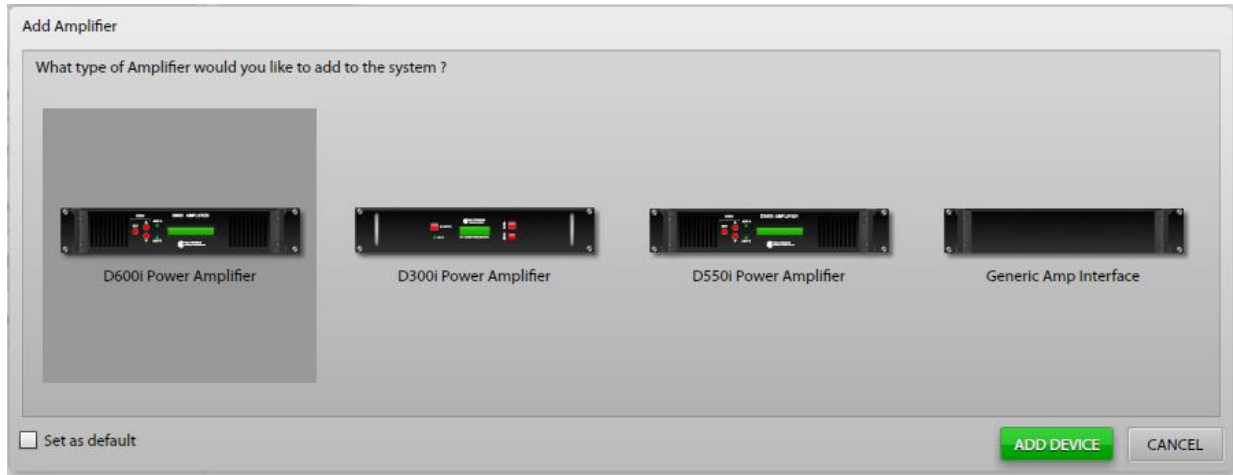 Add Amplifier
What type of Amplifier would you like to add to the system ?
D600i Power Amplifier
D300i Power Amplifier
D550i Power Amplifier
Generic Amp Interface
Set as default
ADD DEVICE
CANCEL